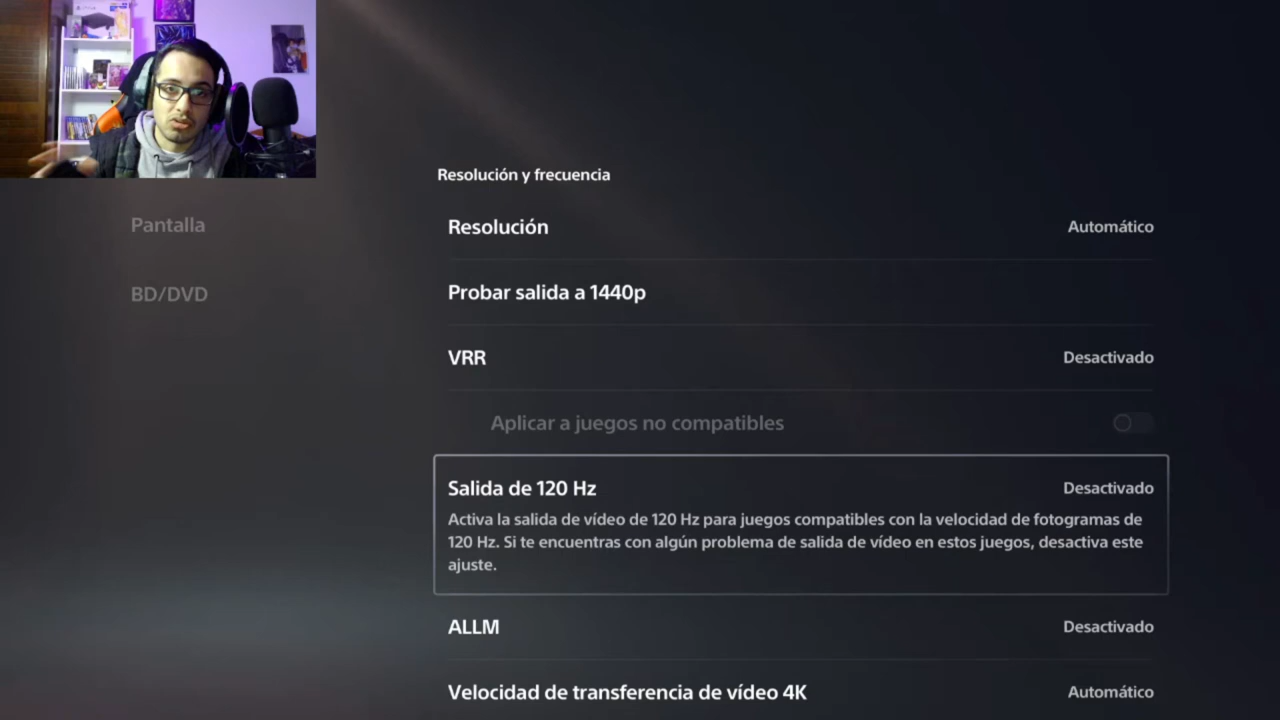 Resolución y frecuencia
Pantalla
BD/DVD
Resolución Automático
Probar salida a 1440p
VRR Desactivado
Aplicar a juegos no compatibles
Salida de 120 Hz Desactivado
Activa la salida de vídeo de 120 Hz para juegos compatibles con la velocidad de fotogramas de
120 Hz. Si te encuentras con algún problema de salida de vídeo en estos juegos, desactiva este
ajuste.
ALLM Desactivado
Velocidad de transferencia de vídeo 4K Automático